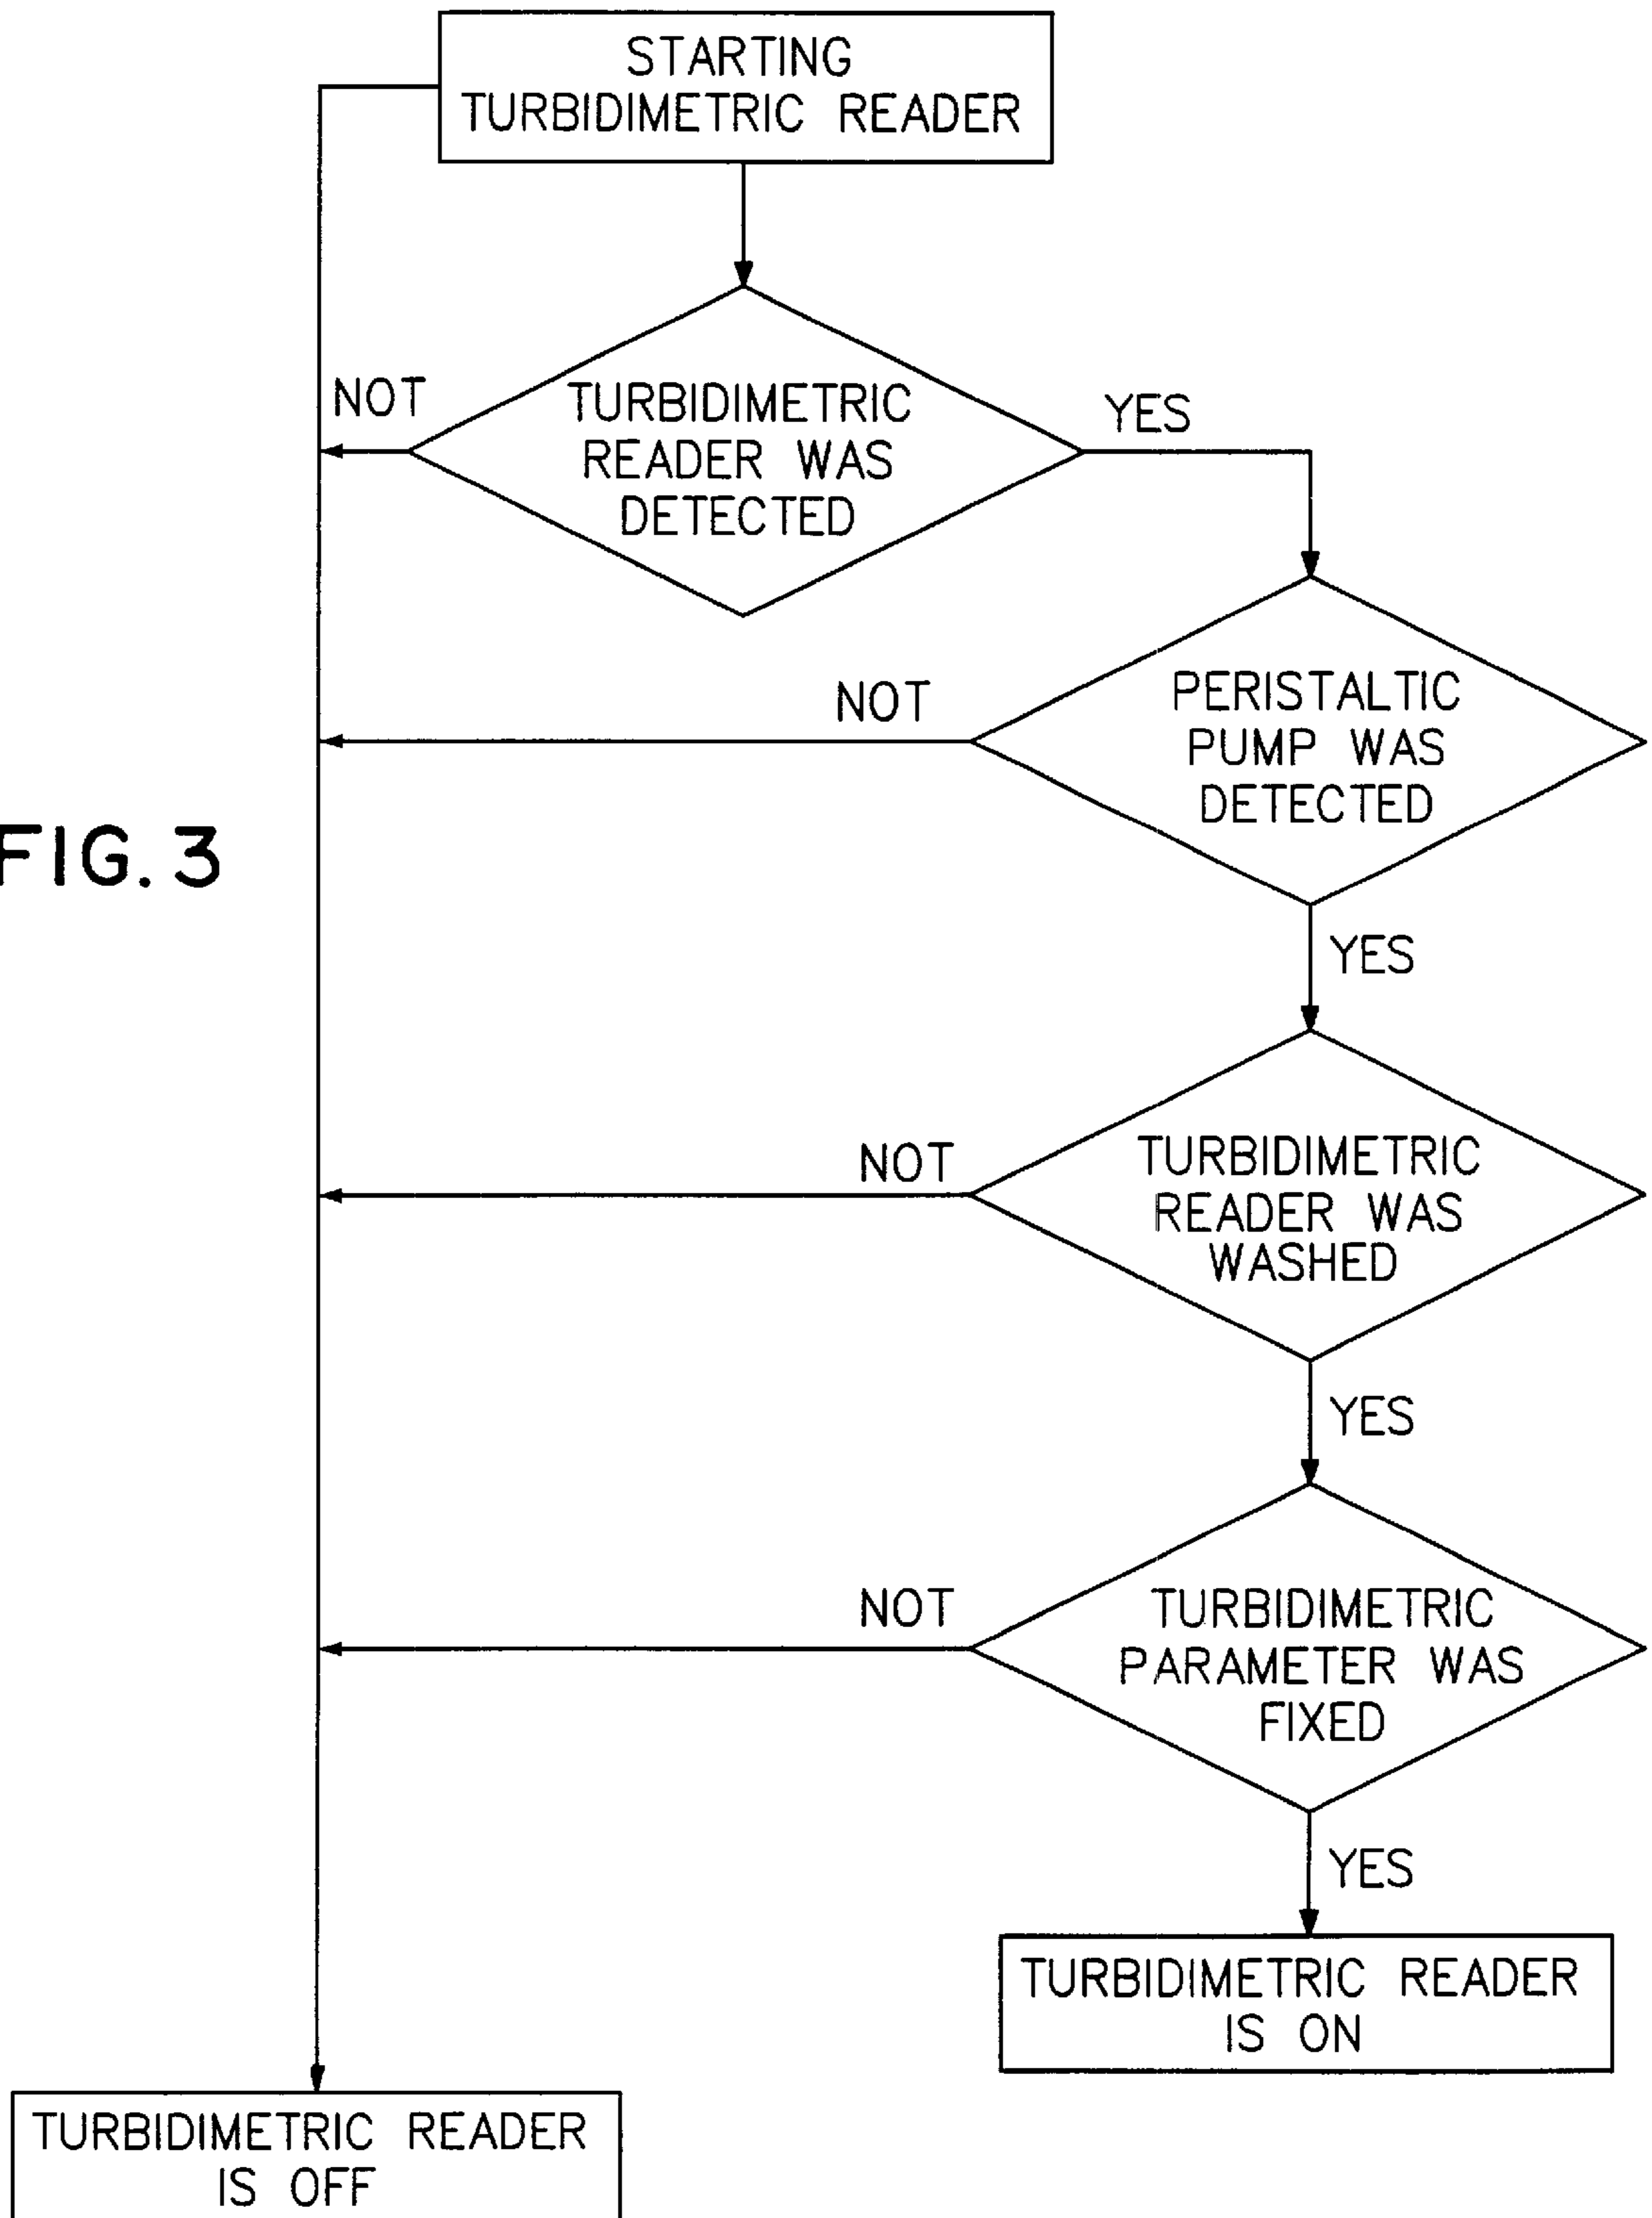 STARTING
TURBIDIMETRIC READER
NOT
TURBIDIMETRIC
READER WAS
DETECTED
YES
NOT
PERISTALTIC
PUMP WAS
DETECTED
FIG. 3
YES
NOT
TURBIDIMETRIC
READER WAS
WASHED
YES
NOT
TURBIDIMETRIC
PARAMETER WAS
FIXED
YES
TURBIDIMETRIC READER
IS ON
TURBIDIMETRIC READER
IS OFF